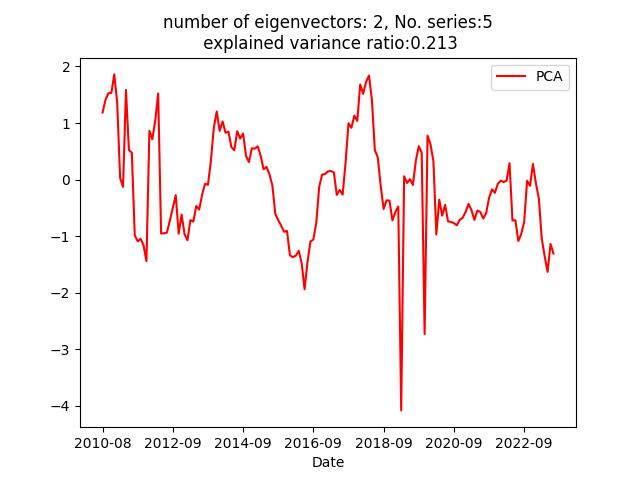 number of eigenvectors: 2, No. series:5
explained variance ratio:0.213
PCA
2
1
0
−1
−2
−3
−4
2010-08 2012-09 2014-09 2016-09 2018-09 2020-09 2022-09
Date